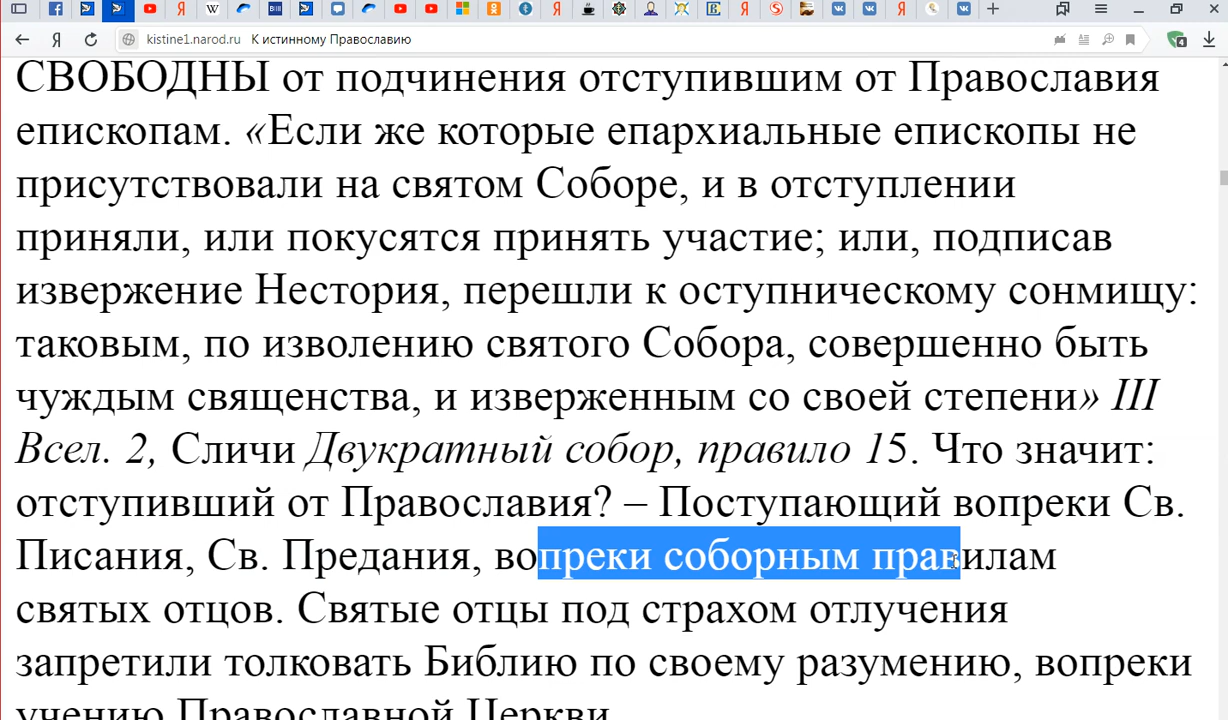 kistine1.narod.ru К истинному Православию
СВОБОДНЫ от подчинения отступившим от Православия
епископам. «Если же которые епархиальные епископы не
присутствовали на святом Соборе, и в отступлении
приняли, или покусятся принять участие; или, подписав
извержение Нестория, перешли к оступническому сонмищу:
таковым, по изволению святого Собора, совершенно быть
чуждым священства, и изверженным со своей степени» III
Всел. 2, Сличи Двукратный собор, правило 15. Что значит:
отступивший от Православия? – Поступающий вопреки Св.
Писания, Св. Предания, вопреки соборным правилам
святых отцов. Святые отцы под страхом отлучения
запретили толковать Библию по своему разумению, вопреки
учению Православной Церкви